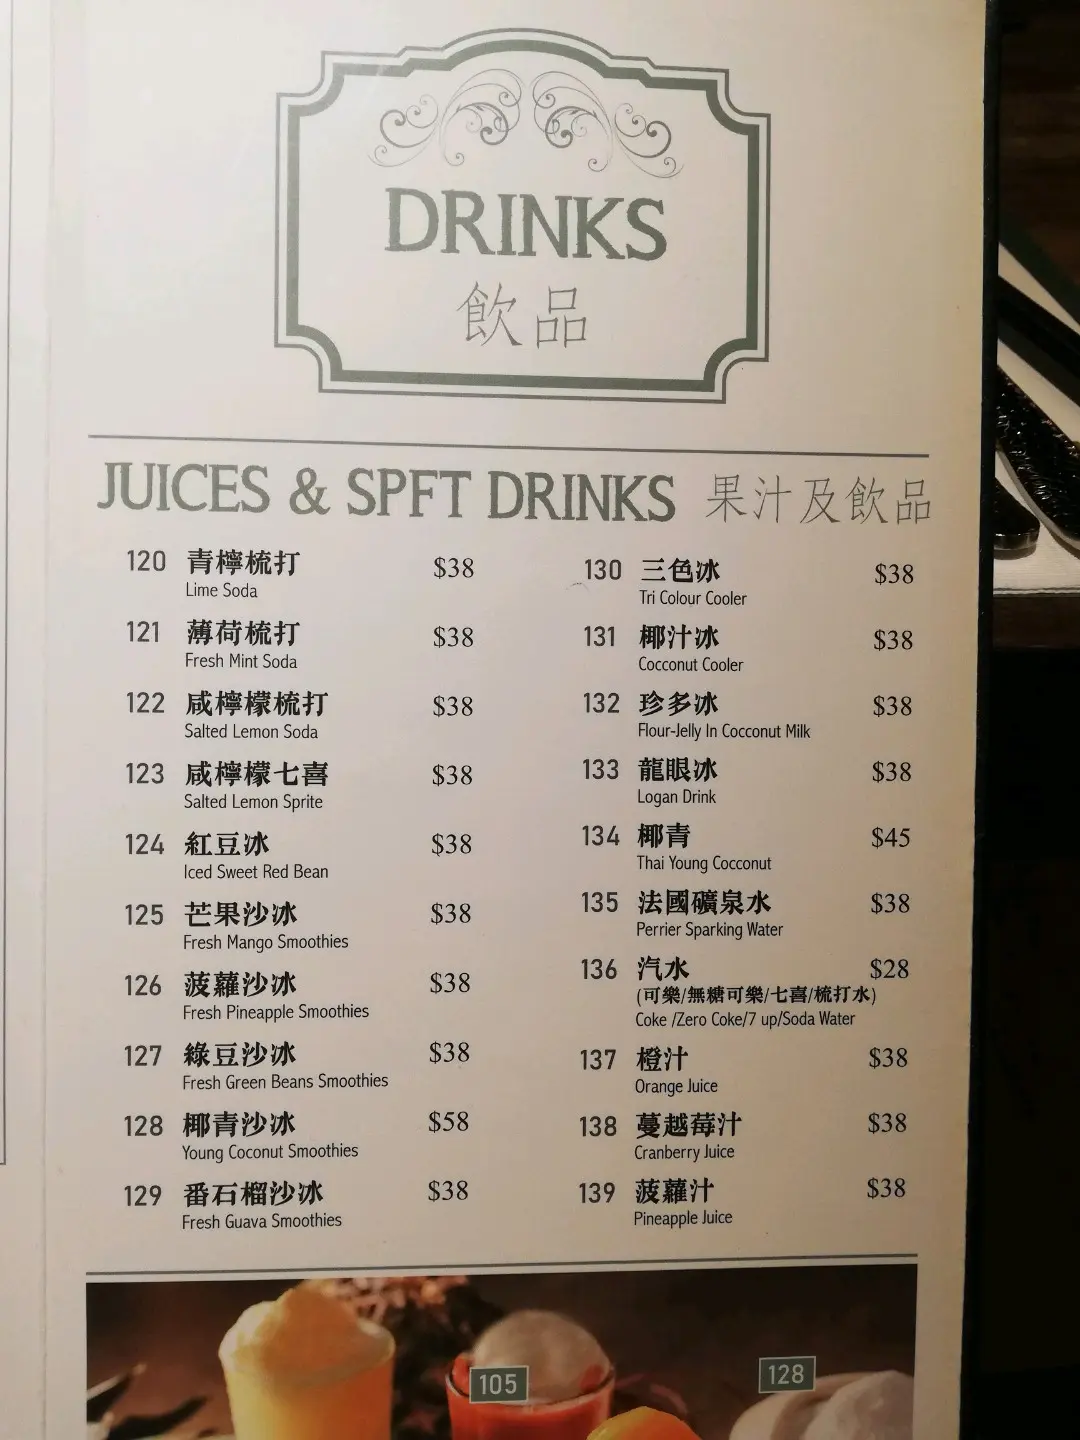 DRINKS
飲品
JUICES & SPFT DRINKS 果汁及飲品
120 青檸梳打 $38
Lime Soda
121 薄荷梳打 $38
Fresh Mint Soda
122 咸檸檬梳打 $38
Salted Lemon Soda
123 咸檸檬七喜 $38
Salted Lemon Sprite
124 紅豆冰 $38
Iced Sweet Red Bean
125 芒果沙冰 $38
Fresh Mango Smoothies
126 菠蘿沙冰 $38
Fresh Pineapple Smoothies
127 綠豆沙冰 $38
Fresh Green Beans Smoothies
128 椰青沙冰 $58
Young Coconut Smoothies
129 番石榴沙冰 $38
Fresh Guava Smoothies
130 三色冰 $38
Tri Colour Cooler
131 椰汁冰 $38
Cocconut Cooler
132 珍多冰 $38
Flour-Jelly In Cocconut Milk
133 龍眼冰 $38
Logan Drink
134 椰青 $45
Thai Young Cocconut
135 法國礦泉水 $38
Perrier Sparking Water
136 汽水 $28
(可樂/無糖可樂/七喜/梳打水)
Coke /Zero Coke/7 up/Soda Water
137 橙汁 $38
Orange Juice
138 蔓越莓汁 $38
Cranberry Juice
139 菠蘿汁 $38
Pineapple Juice
105
128